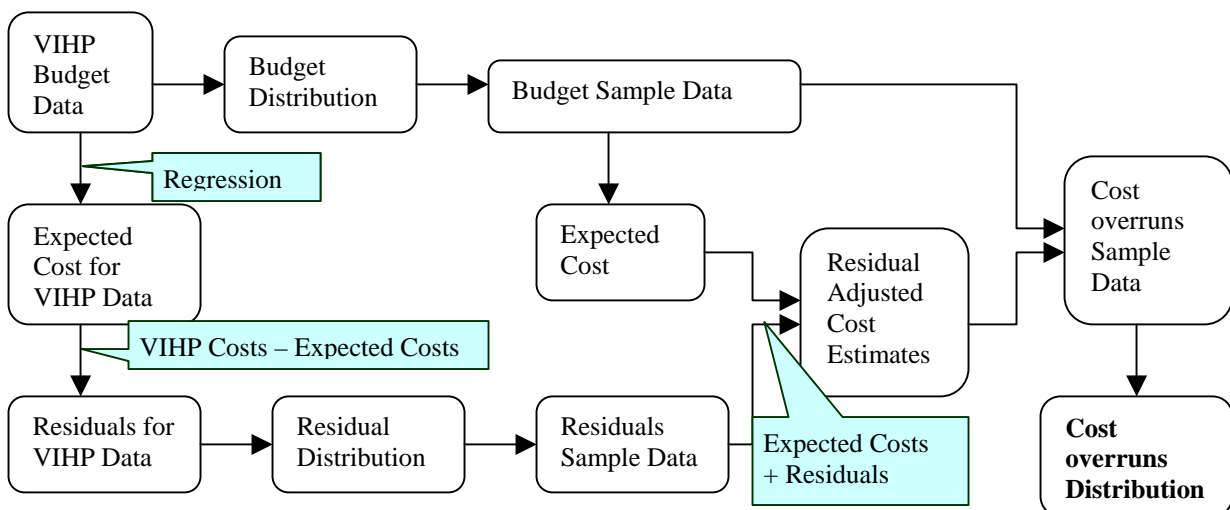 VIHP
Budget
Data
Budget
Distribution
Budget Sample Data
Regression
Expected
Cost for
VIHP Data
Expected
Cost
Residual
Adjusted
Cost
Estimates
Cost
overruns
Sample
Data
VIHP Costs – Expected Costs
Residuals for
VIHP Data
Residual
Distribution
Residuals
Sample Data
Expected Costs
+ Residuals
Cost
overruns
Distribution